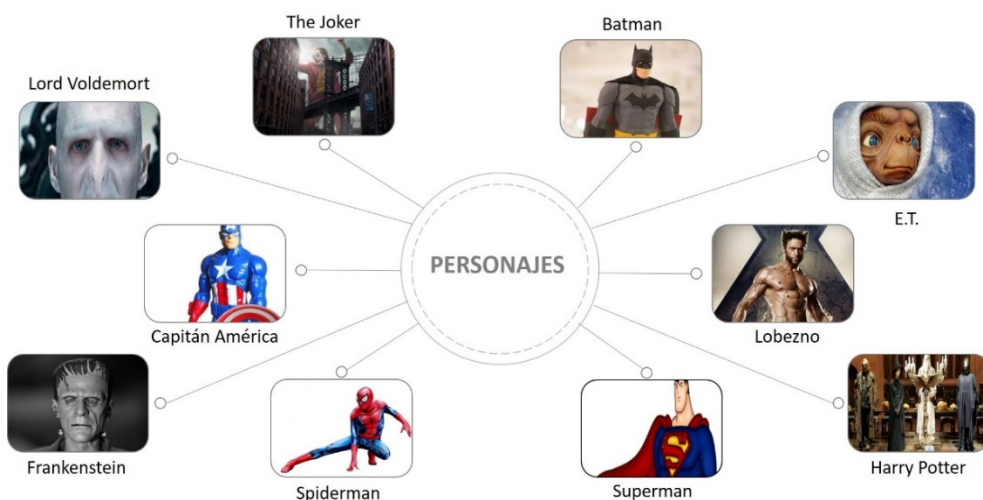 The Joker
Batman
Lord Voldemort
E.T.
PERSONAJES
Capitán América
Lobezno
Frankenstein
Spiderman
Superman
Harry Potter